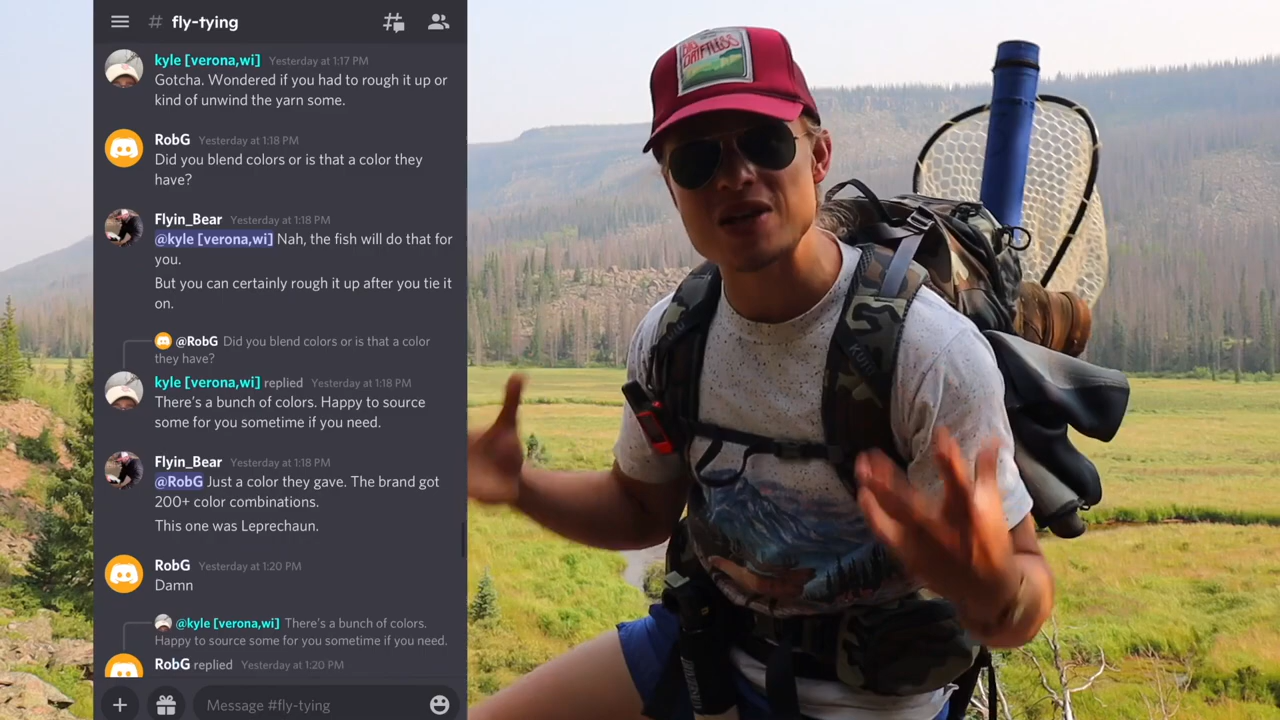 # fly-tying
kyle [verona,wi] Yesterday at 1:17 PM
Gotcha. Wondered if you had to rough it up or
kind of unwind the yarn some.
RobG Yesterday at 1:18 PM
Did you blend colors or is that a color they
have?
Flyin_Bear Yesterday at 1:18 PM
@kyle [verona,wi] Nah, the fish will do that for
you.
But you can certainly rough it up after you tie it
on.
@RobG Did you blend colors or is that a color
they have?
kyle [verona,wi] replied Yesterday at 1:18 PM
There's a bunch of colors. Happy to source
some for you sometime if you need.
Flyin_Bear Yesterday at 1:18 PM
@RobG Just a color they gave. The brand got
200+ color combinations.
This one was Leprechaun.
RobG Yesterday at 1:20 PM
Damn
@kyle [verona,wi] There's a bunch of colors.
Happy to source some for you sometime if you need.
RobG replied Yesterday at 1:20 PM
Message #fly-tying
KUIU